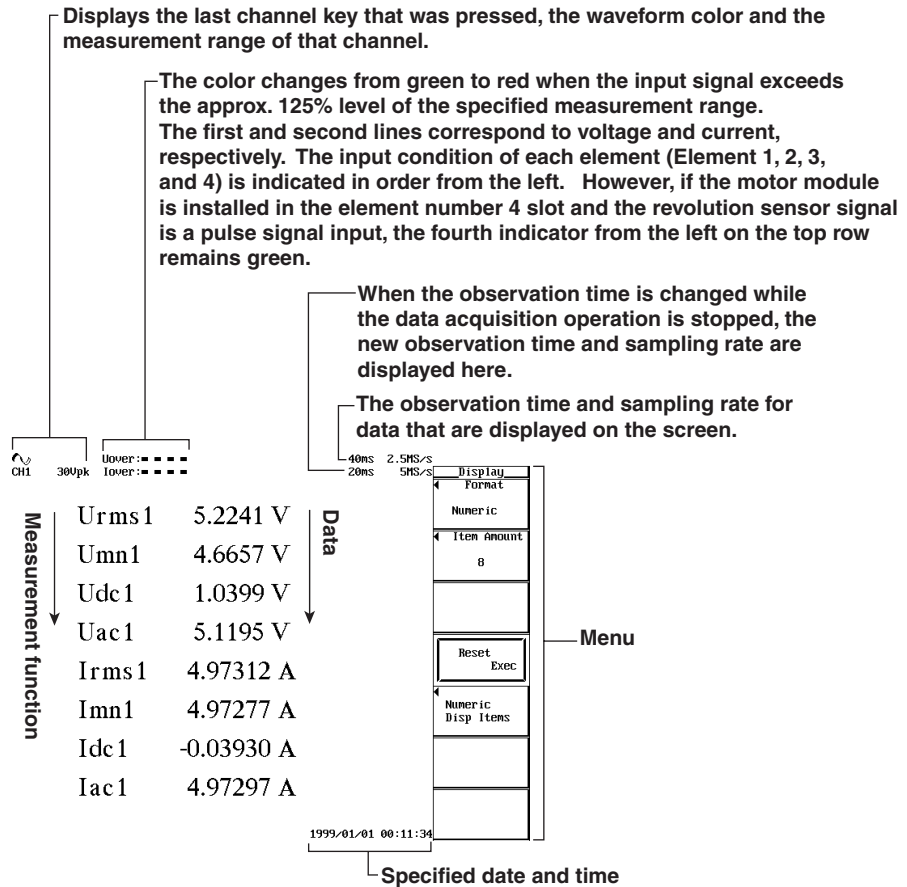 Displays the last channel key that was pressed, the waveform color and the
measurement range of that channel.
The color changes from green to red when the input signal exceeds
the approx. 125% level of the specified measurement range.
The first and second lines correspond to voltage and current,
respectively. The input condition of each element (Element 1, 2, 3,
and 4) is indicated in order from the left. However, if the motor module
is installed in the element number 4 slot and the revolution sensor signal
is a pulse signal input, the fourth indicator from the left on the top row
remains green.
When the observation time is changed while
the data acquisition operation is stopped, the
new observation time and sampling rate are
displayed here.
The observation time and sampling rate for
data that are displayed on the screen.
CH1 30Vpk
Uover:
Iover:
40ms 2.5MS/s
20ms 5MS/s
Display
Format
Numeric
Item Amount
8
Reset
Exec
Numeric
Disp Items
Menu
Measurement function
Data
Urms1 5.2241 V
Umn1 4.6657 V
Udc1 1.0399 V
Uac1 5.1195 V
Irms1 4.97312 A
Imn1 4.97277 A
Idc1 -0.03930 A
Iac1 4.97297 A
1999/01/01 00:11:34
Specified date and time